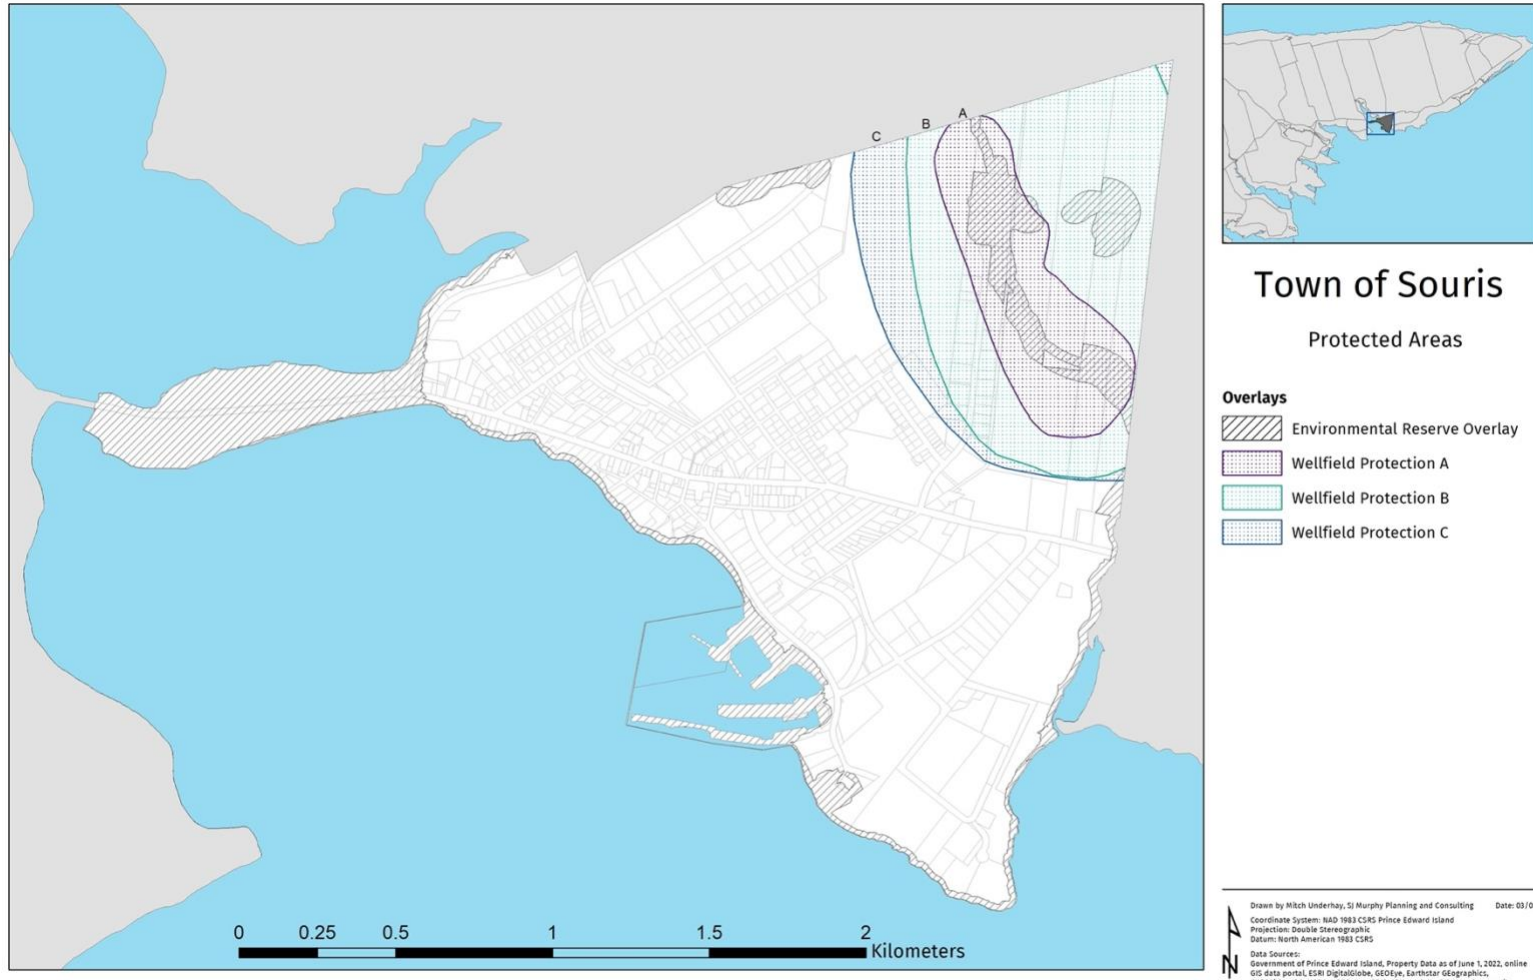 C
B
A
0
0.25
0.5
1
1.5
2
Kilometers
Town of Souris
Protected Areas
Overlays
Environmental Reserve Overlay
Wellfield Protection A
Wellfield Protection B
Wellfield Protection C
N
Drawn by Mitch Underhay, SJ Murphy Planning and Consulting Date: 03/0
Coordinate System: NAD 1983 CSRS Prince Edward Island
Projection: Double Stereographic
Datum: North American 1983 CSRS
Data Sources:
Government of Prince Edward Island, Property Data as of June 1, 2022, online
GIS data portal, ESRI DigitalGlobe, GEOEye, Earthstar GEographics,